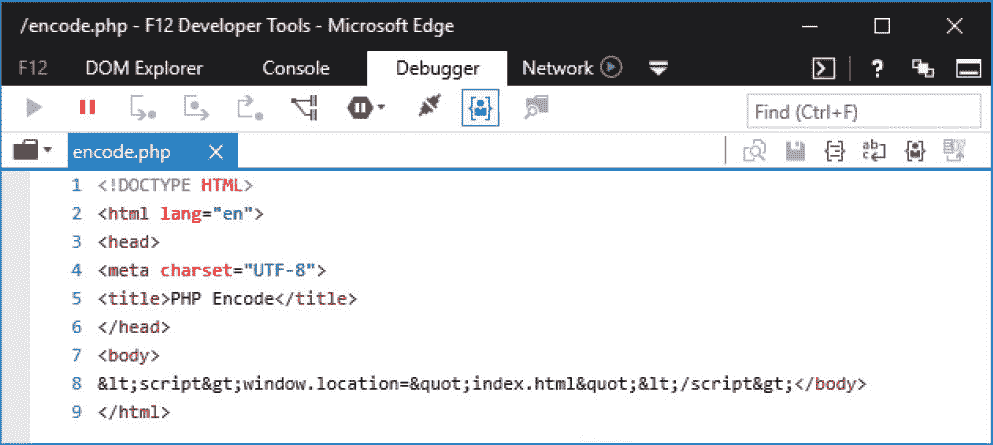 /encode.php - F12 Developer Tools - Microsoft Edge
F12 DOM Explorer Console Debugger Network
Find (Ctrl+F)
encode.php
1 <!DOCTYPE HTML>
2 <html lang="en">
3 <head>
4 <meta charset="UTF-8">
5 <title>PHP Encode</title>
6 </head>
7 <body>
8 &lt;script&gt;window.location=&quot;index.html&quot;&lt;/script&gt;</body>
9 </html>